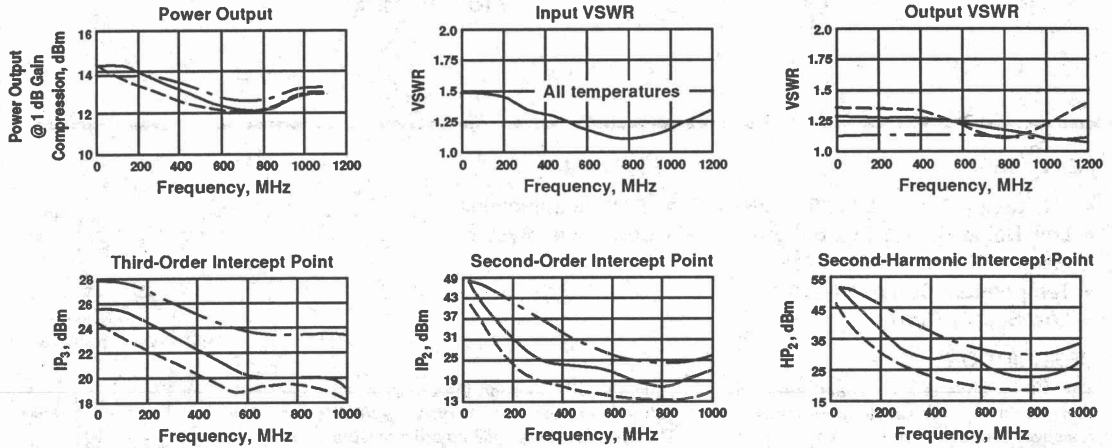 Power Output
Power Output
@ 1 dB Gain
Compression, dBm
16
14
12
10
0 200 400 600 800 1000 1200
Frequency, MHz
Input VSWR
VSWR
2.0
1.75
1.5
1.25
1.0
All temperatures
0 200 400 600 800 1000 1200
Frequency, MHz
Output VSWR
VSWR
2.0
1.75
1.5
1.25
1.0
0 200 400 600 800 1000 1200
Frequency, MHz
Third-Order Intercept Point
IP3, dBm
28
26
24
22
20
18
0 200 400 600 800 1000
Frequency, MHz
Second-Order Intercept Point
IP2, dBm
49
43
37
31
25
19
13
0 200 400 600 800 1000
Frequency, MHz
Second-Harmonic Intercept Point
HP2, dBm
55
45
35
25
15
0 200 400 600 800 1000
Frequency, MHz